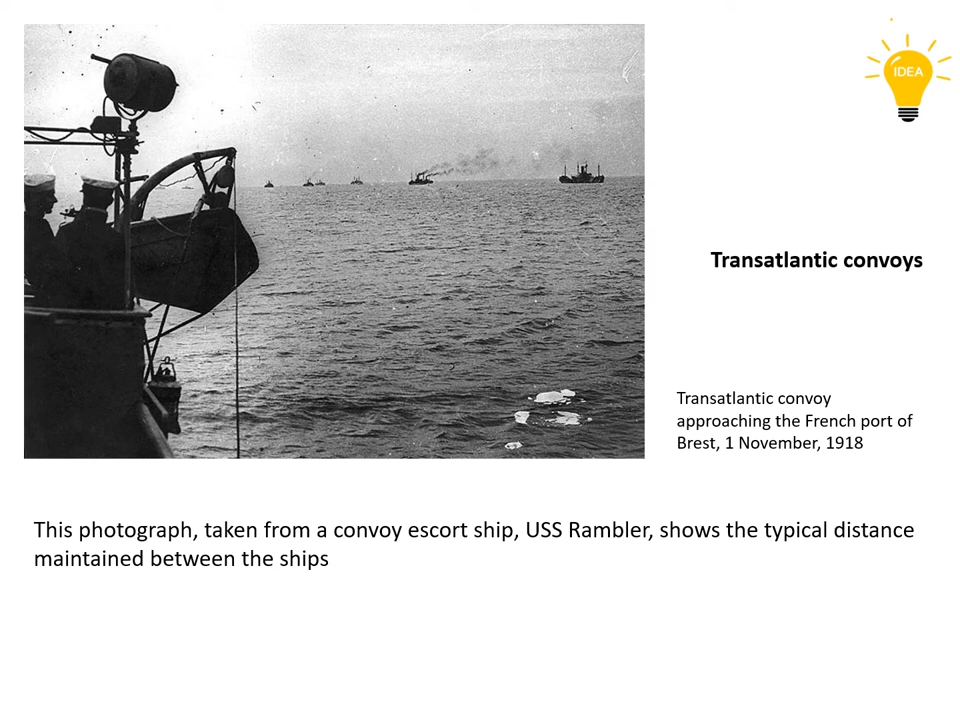 IDEA
Transatlantic convoys
Transatlantic convoy
approaching the French port of
Brest, 1 November, 1918
This photograph, taken from a convoy escort ship, USS Rambler, shows the typical distance
maintained between the ships